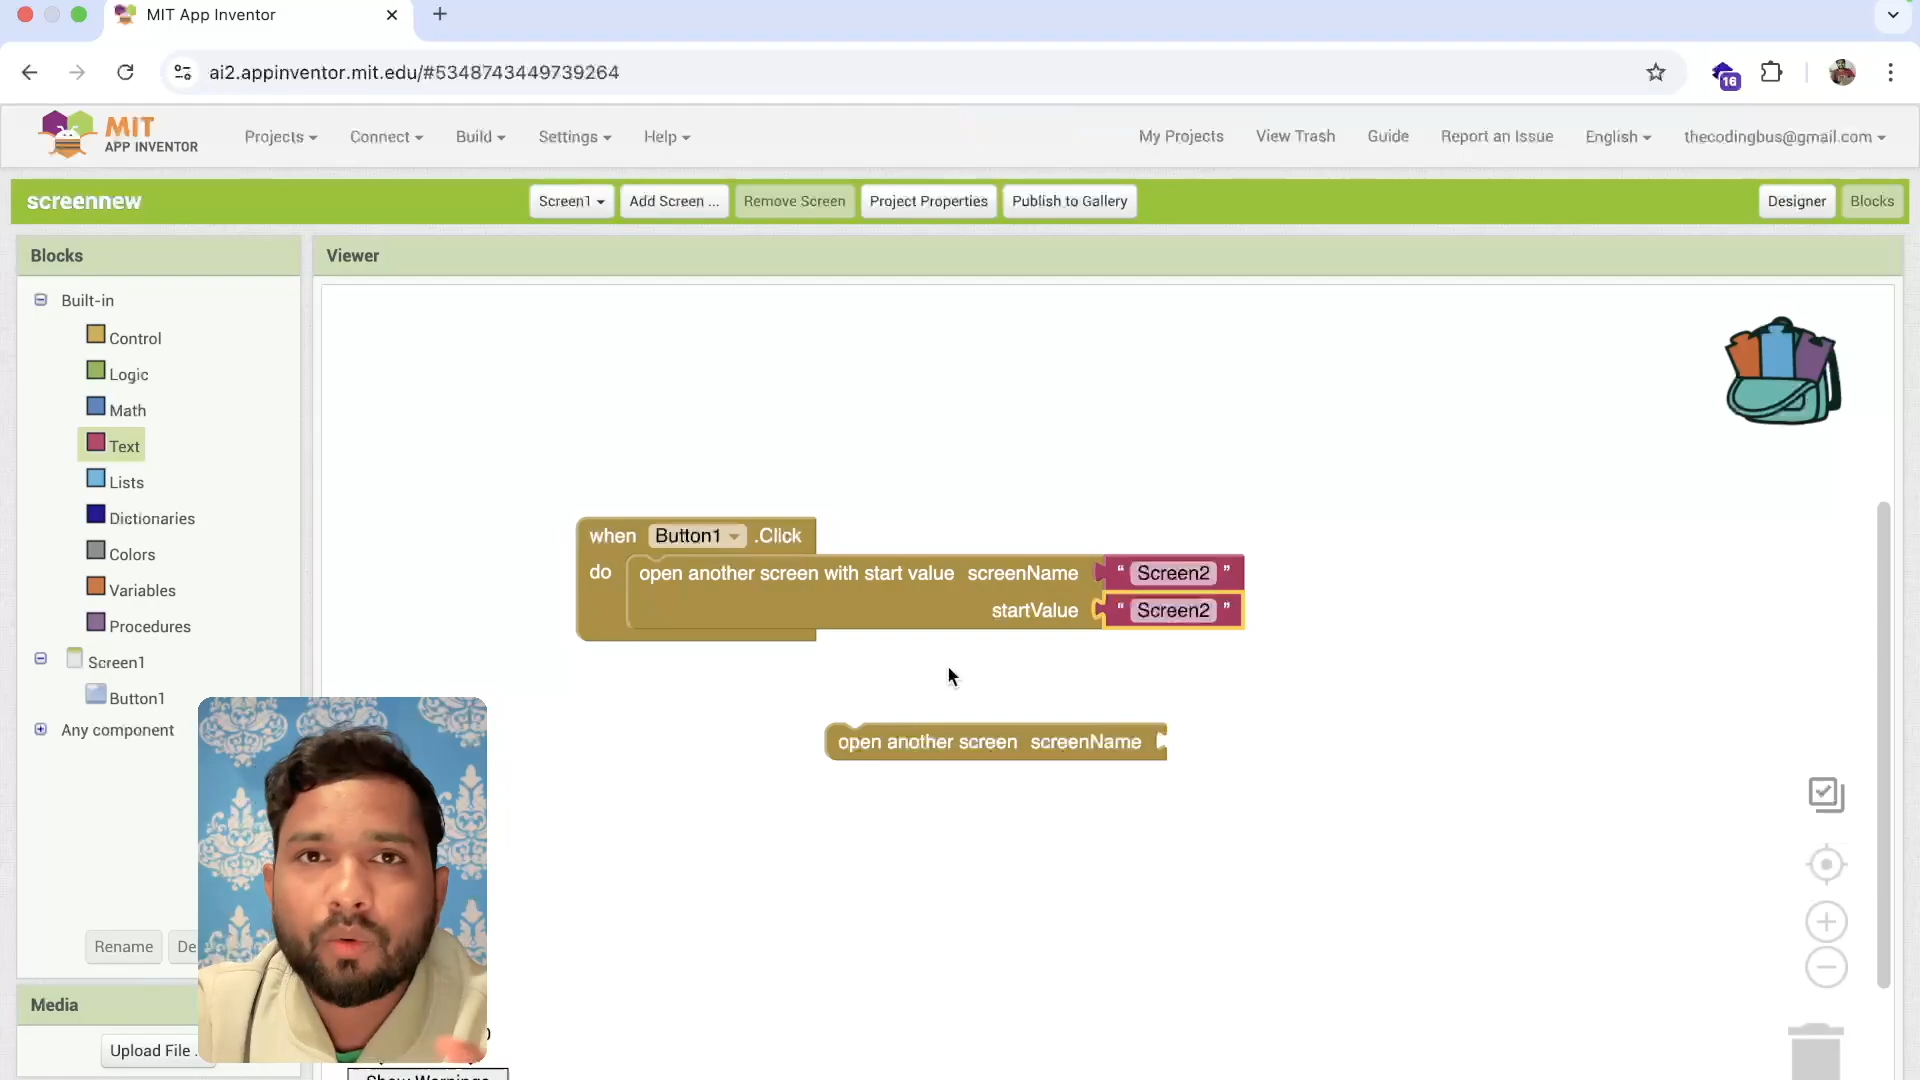 MIT App Inventor
ai2.appinventor.mit.edu/#5348743449739264
16
MIT
APP INVENTOR
Projects
Connect
Build
Settings
Help
My Projects
View Trash
Guide
Report an Issue
English
thecodingbus@gmail.com
screennew
Screen1
Add Screen ...
Remove Screen
Project Properties
Publish to Gallery
Designer
Blocks
Blocks
Viewer
Built-in
Control
Logic
Math
Text
Lists
Dictionaries
Colors
Variables
Procedures
Screen1
Button1
Any component
when Button1 .Click
do open another screen with start value screenName “ Screen2 ”
startValue “ Screen2 ”
open another screen screenName
Rename
De
Media
Upload File .
Show Warnings